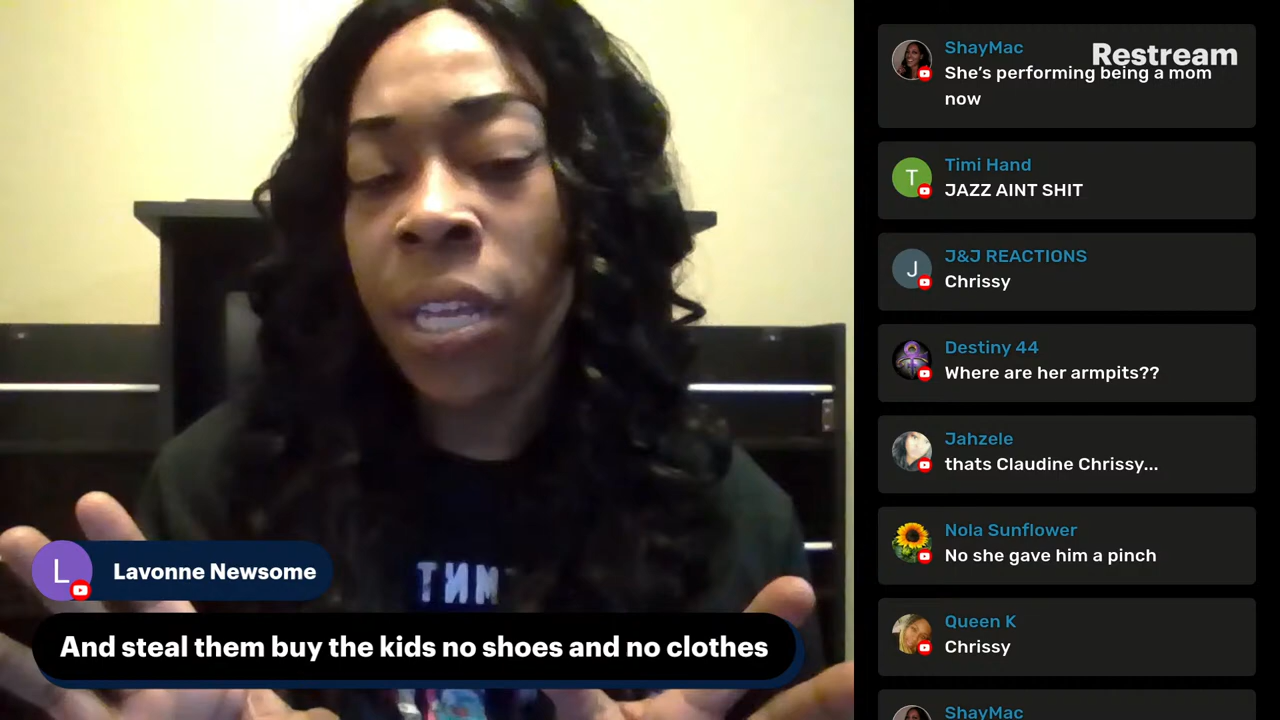 Restream
ShayMac
She's performing being a mom
now
Timi Hand
T
JAZZ AINT SHIT
J&J REACTIONS
J
Chrissy
Destiny 44
Where are her armpits??
Jahzele
thats Claudine Chrissy...
Nola Sunflower
No she gave him a pinch
Queen K
Chrissy
ShayMac
L
Lavonne Newsome
And steal them buy the kids no shoes and no clothes